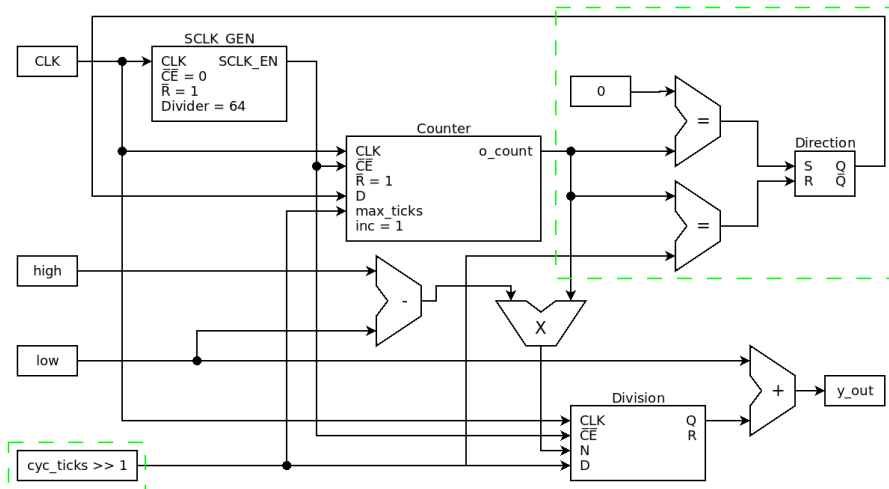 SCLK_GEN
CLK
CLK SCLK_EN
C̅E̅ = 0
R̅ = 1
Divider = 64
0
=
Counter
CLK o_count
C̅E̅
R̅ = 1
D
max_ticks
inc = 1
Direction
S Q
R Q̅
=
high
-
X
low
+
y_out
Division
CLK Q
C̅E̅ R
N
D
cyc_ticks >> 1